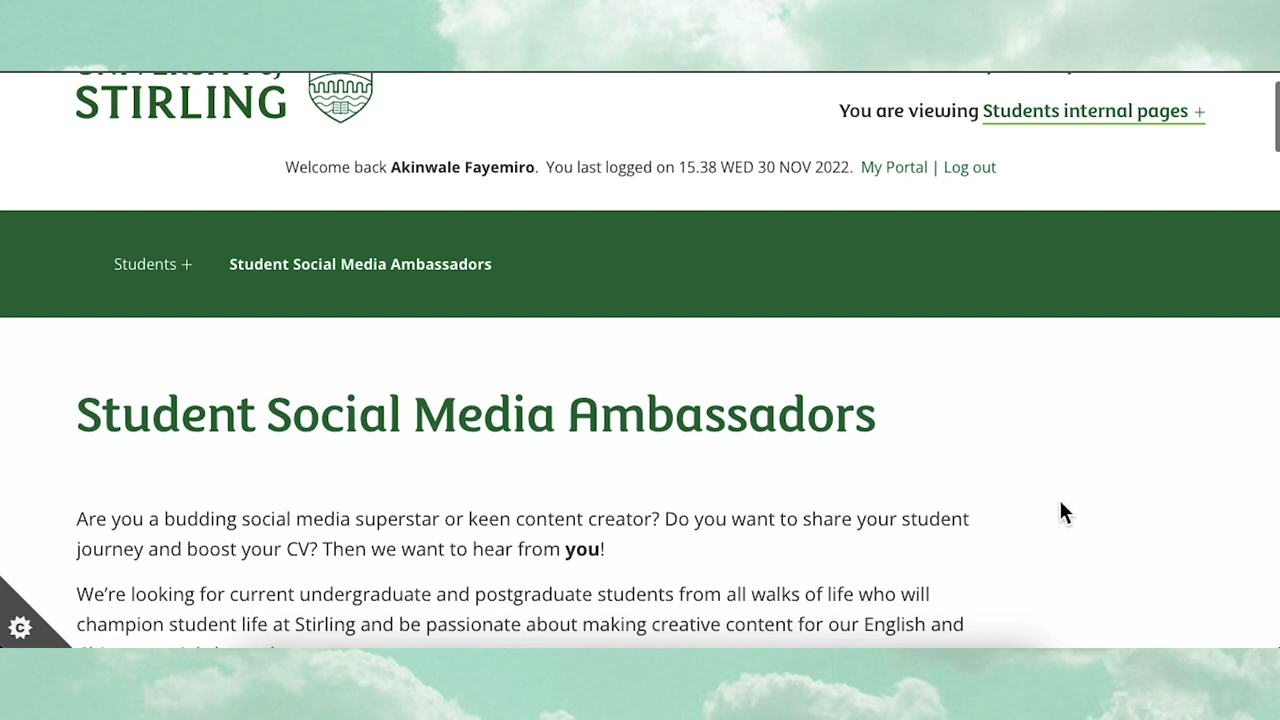 STIRLING
You are viewing Students internal pages +
Welcome back Akinwale Fayemiro. You last logged on 15.38 WED 30 NOV 2022. My Portal | Log out
Students + Student Social Media Ambassadors
Student Social Media Ambassadors
Are you a budding social media superstar or keen content creator? Do you want to share your student
journey and boost your CV? Then we want to hear from you!
We’re looking for current undergraduate and postgraduate students from all walks of life who will
champion student life at Stirling and be passionate about making creative content for our English and